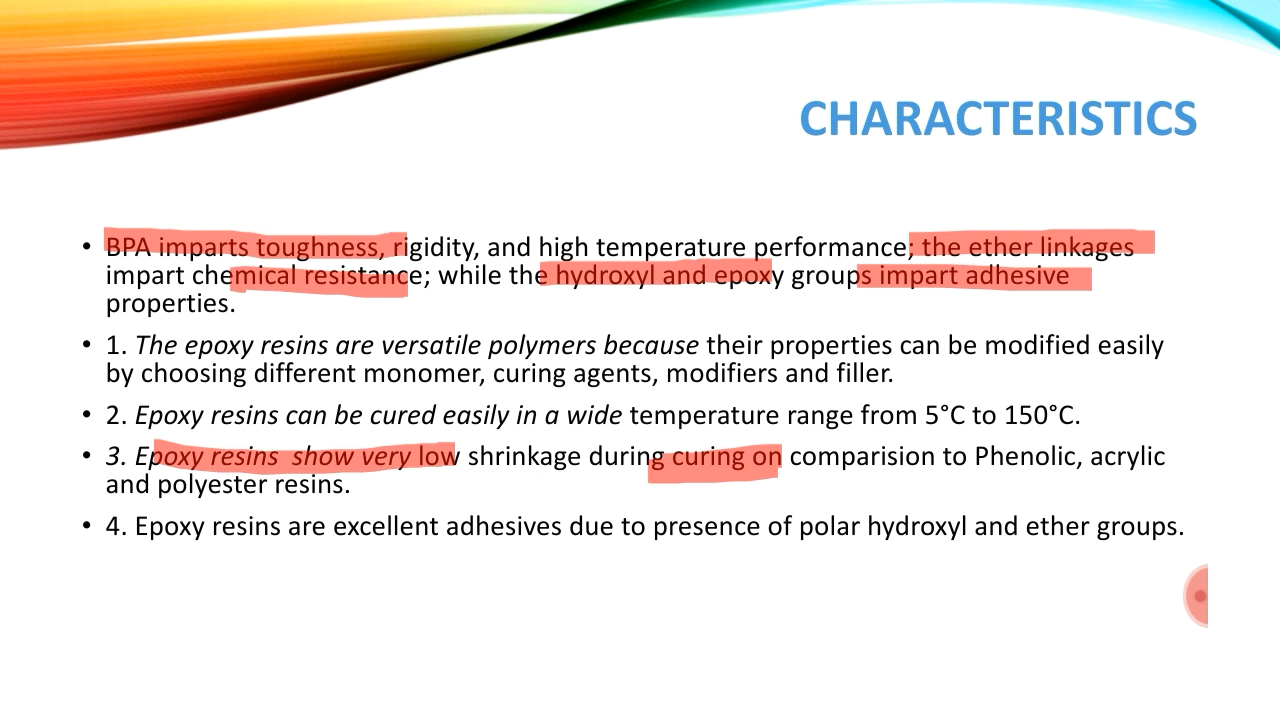 CHARACTERISTICS
• BPA imparts toughness, rigidity, and high temperature performance; the ether linkages
impart chemical resistance; while the hydroxyl and epoxy groups impart adhesive
properties.
• 1. The epoxy resins are versatile polymers because their properties can be modified easily
by choosing different monomer, curing agents, modifiers and filler.
• 2. Epoxy resins can be cured easily in a wide temperature range from 5°C to 150°C.
• 3. Epoxy resins show very low shrinkage during curing on comparision to Phenolic, acrylic
and polyester resins.
• 4. Epoxy resins are excellent adhesives due to presence of polar hydroxyl and ether groups.